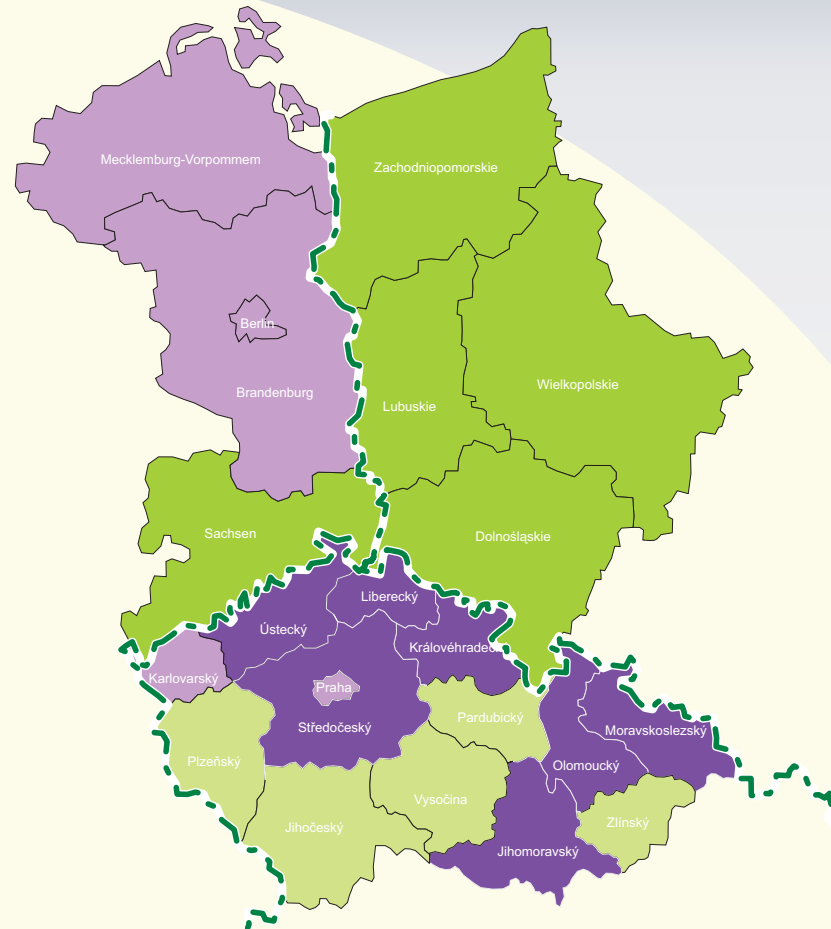 Mecklemburg-Vorpommem
Zachodniopomorskie
Berlin
Wielkopolskie
Brandenburg
Lubuskie
Sachsen
Dolnośląskie
Liberecký
Ústecký
Královéhradec
Karlovarský
Praha
Pardubický
Středočeský
Moravskoslezský
Plzeňský
Olomoucký
Vysočina
Zlínský
Jihočeský
Jihomoravský